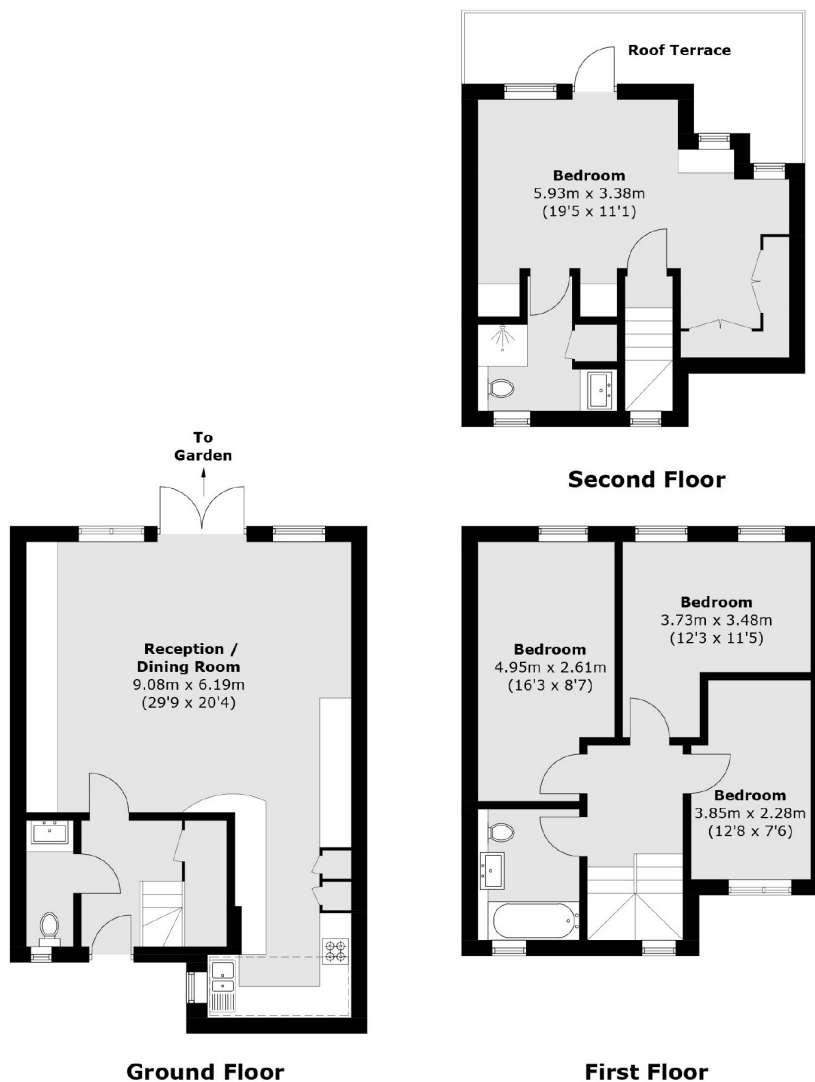 Roof Terrace
Bedroom
5.93m x 3.38m
(19'5 x 11'1)
Second Floor
To
Garden
Reception /
Dining Room
9.08m x 6.19m
(29'9 x 20'4)
Ground Floor
Bedroom
4.95m x 2.61m
(16'3 x 8'7)
Bedroom
3.73m x 3.48m
(12'3 x 11'5)
Bedroom
3.85m x 2.28m
(12'8 x 7'6)
First Floor